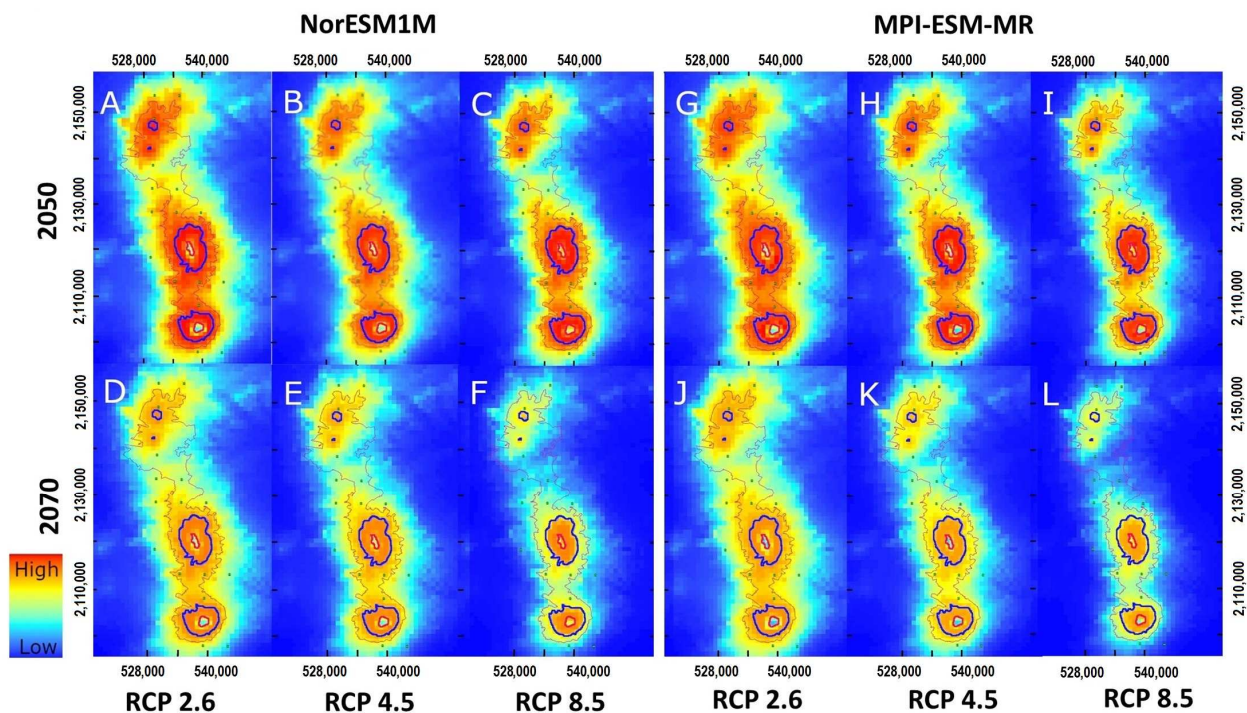 NorESM1M MPI-ESM-MR
528,000 540,000 528,000 540,000 528,000 540,000 528,000 540,000 528,000 540,000 528,000 540,000
A B C G H I
2050
2,150,000 2,130,000 2,110,000
2,150,000 2,130,000 2,110,000
D E F J K L
2070
2,150,000 2,130,000 2,110,000
2,150,000 2,130,000 2,110,000
High
Low
528,000 540,000 528,000 540,000 528,000 540,000 528,000 540,000 528,000 540,000 528,000 540,000
RCP 2.6 RCP 4.5 RCP 8.5 RCP 2.6 RCP 4.5 RCP 8.5